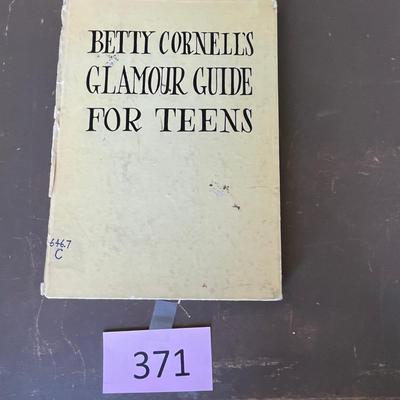 BETTY CORNELL'S
GLAMOUR GUIDE
FOR TEENS
646.7
C
371